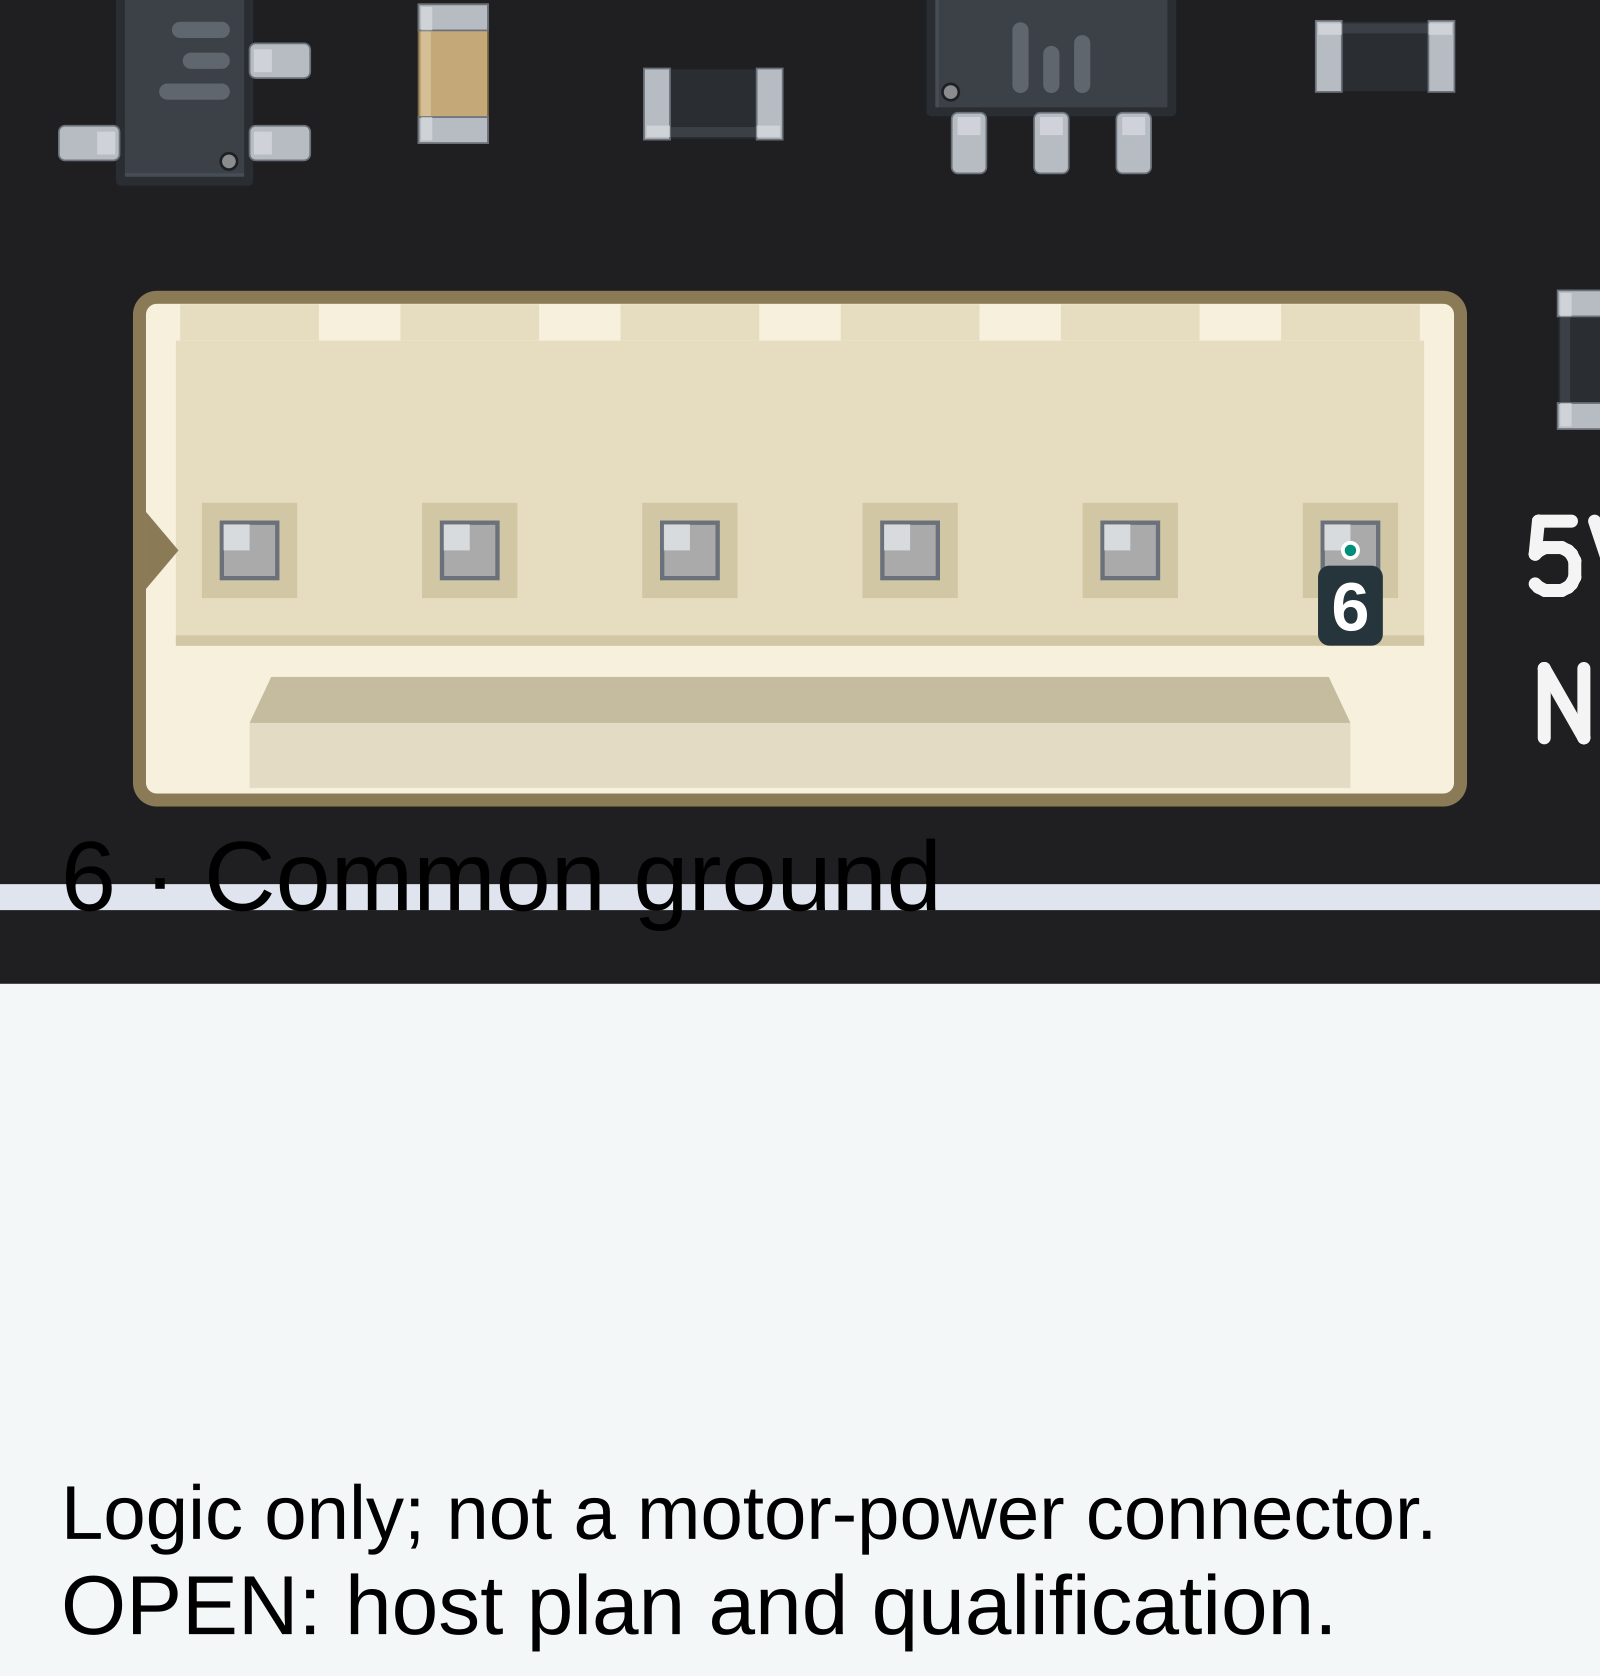 6
6 · Common ground
Logic only; not a motor-power connector.
OPEN: host plan and qualification.